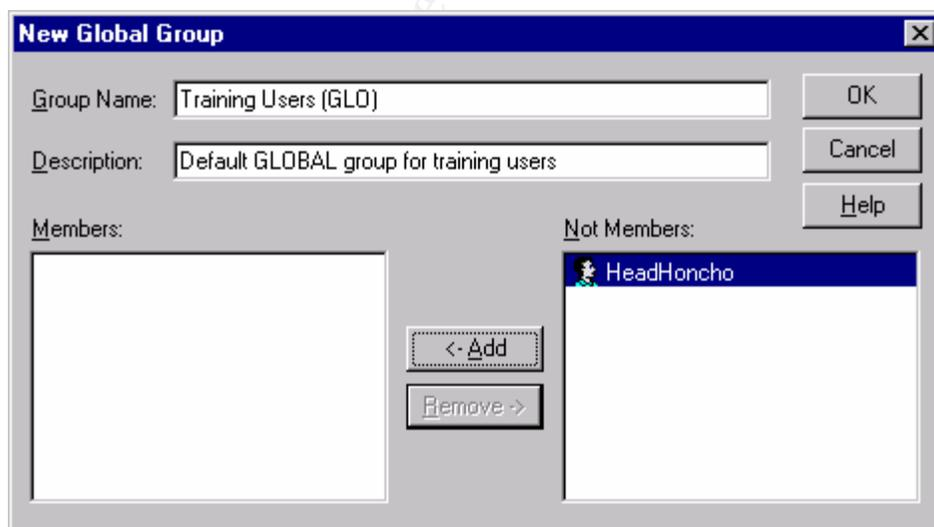 New Global Group
Group Name: Training Users (GLO) OK
Description: Default GLOBAL group for training users Cancel
Help
Members: Not Members:
HeadHoncho
<- Add
Remove ->